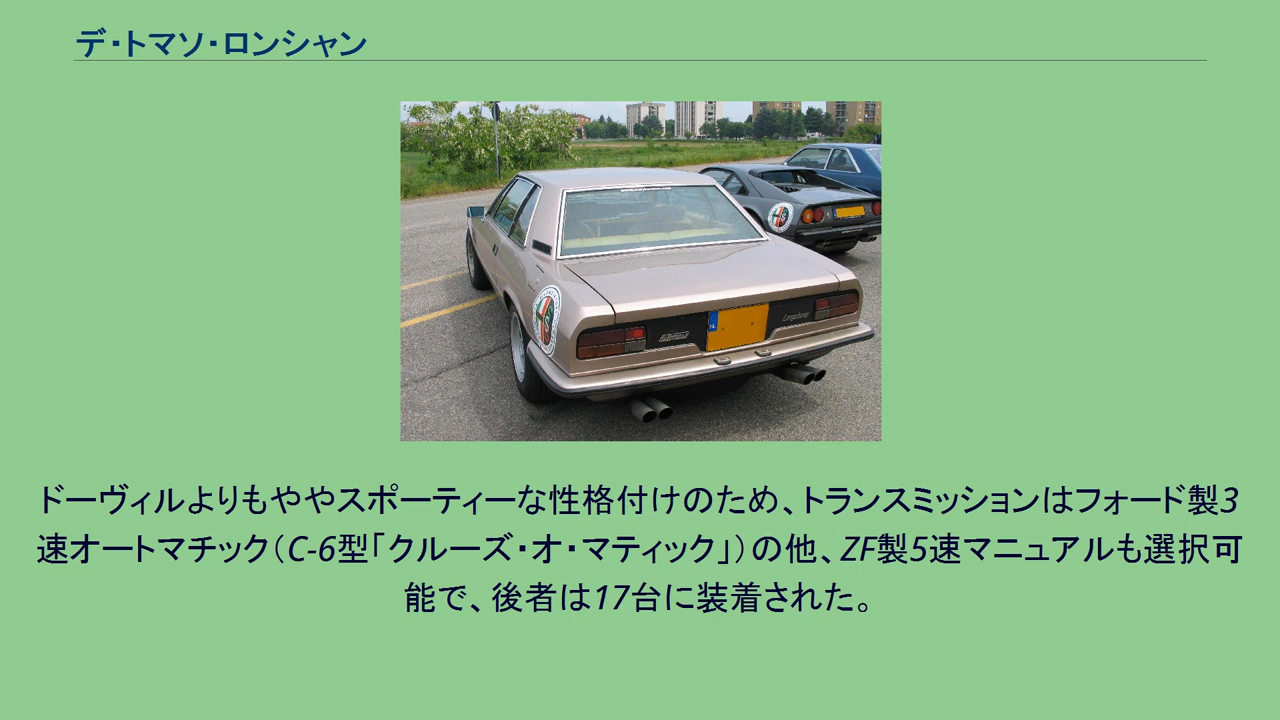 デ・トマソ・ロンシャン
ドーヴィルよりもややスポーティーな性格付けのため、トランスミッションはフォード製3
速オートマチック（C-6型「クルーズ・オ・マティック」）の他、ZF製5速マニュアルも選択可
能で、後者は17台に装着された。
NL